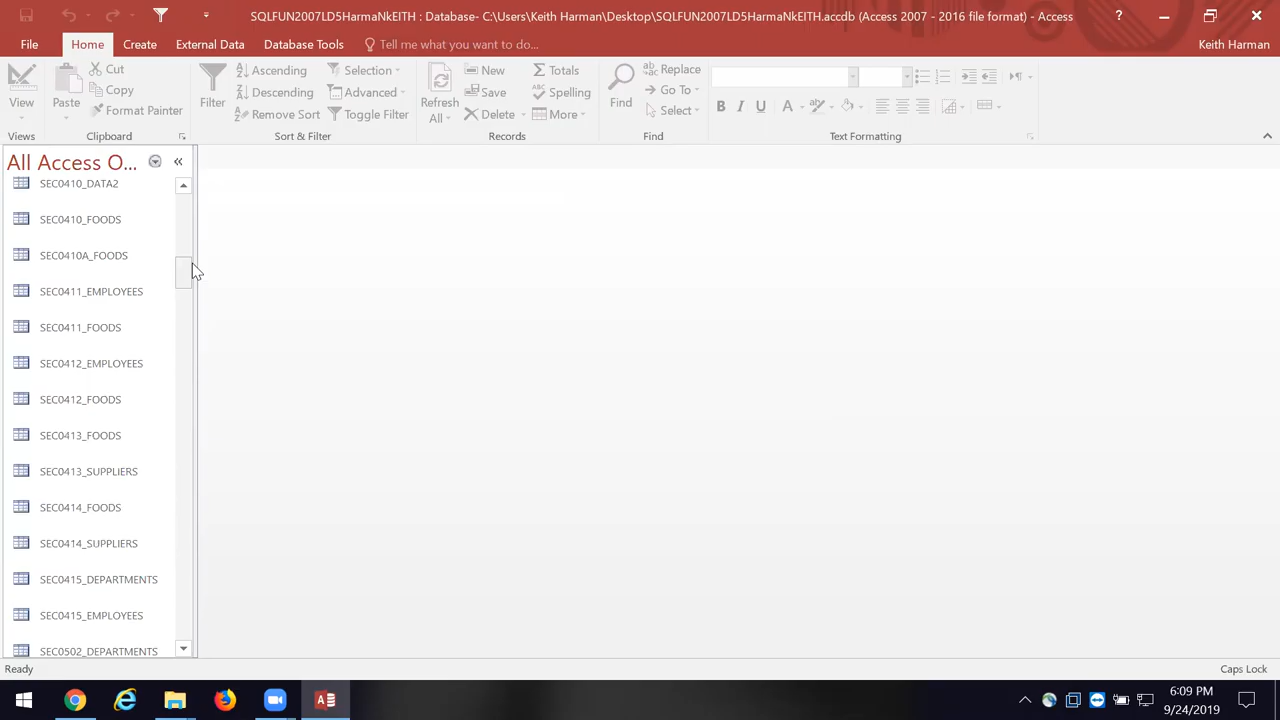 SQLFUN2007LD5HarmaNkEITH : Database- C:\Users\Keith Harman\Desktop\SQLFUN2007LD5HarmaNkEITH.accdb (Access 2007 - 2016 file format) - Access
?
File Home Create External Data Database Tools Tell me what you want to do... Keith Harman
View
Views
Paste
Cut
Copy
Format Painter
Clipboard
Filter
Ascending
Descending
Remove Sort
Selection
Advanced
Toggle Filter
Sort & Filter
Refresh
All
New
Save
Delete
Totals
Spelling
More
Records
Find
Replace
Go To
Select
Find
B I U A
Text Formatting
All Access O...
SEC0410_DATA2
SEC0410_FOODS
SEC0410A_FOODS
SEC0411_EMPLOYEES
SEC0411_FOODS
SEC0412_EMPLOYEES
SEC0412_FOODS
SEC0413_FOODS
SEC0413_SUPPLIERS
SEC0414_FOODS
SEC0414_SUPPLIERS
SEC0415_DEPARTMENTS
SEC0415_EMPLOYEES
SEC0502_DEPARTMENTS
Ready Caps Lock
6:09 PM
9/24/2019